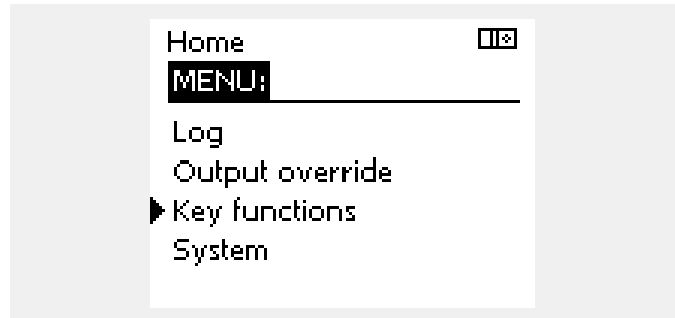 Home
MENU:
Log
Output override
Key functions
System